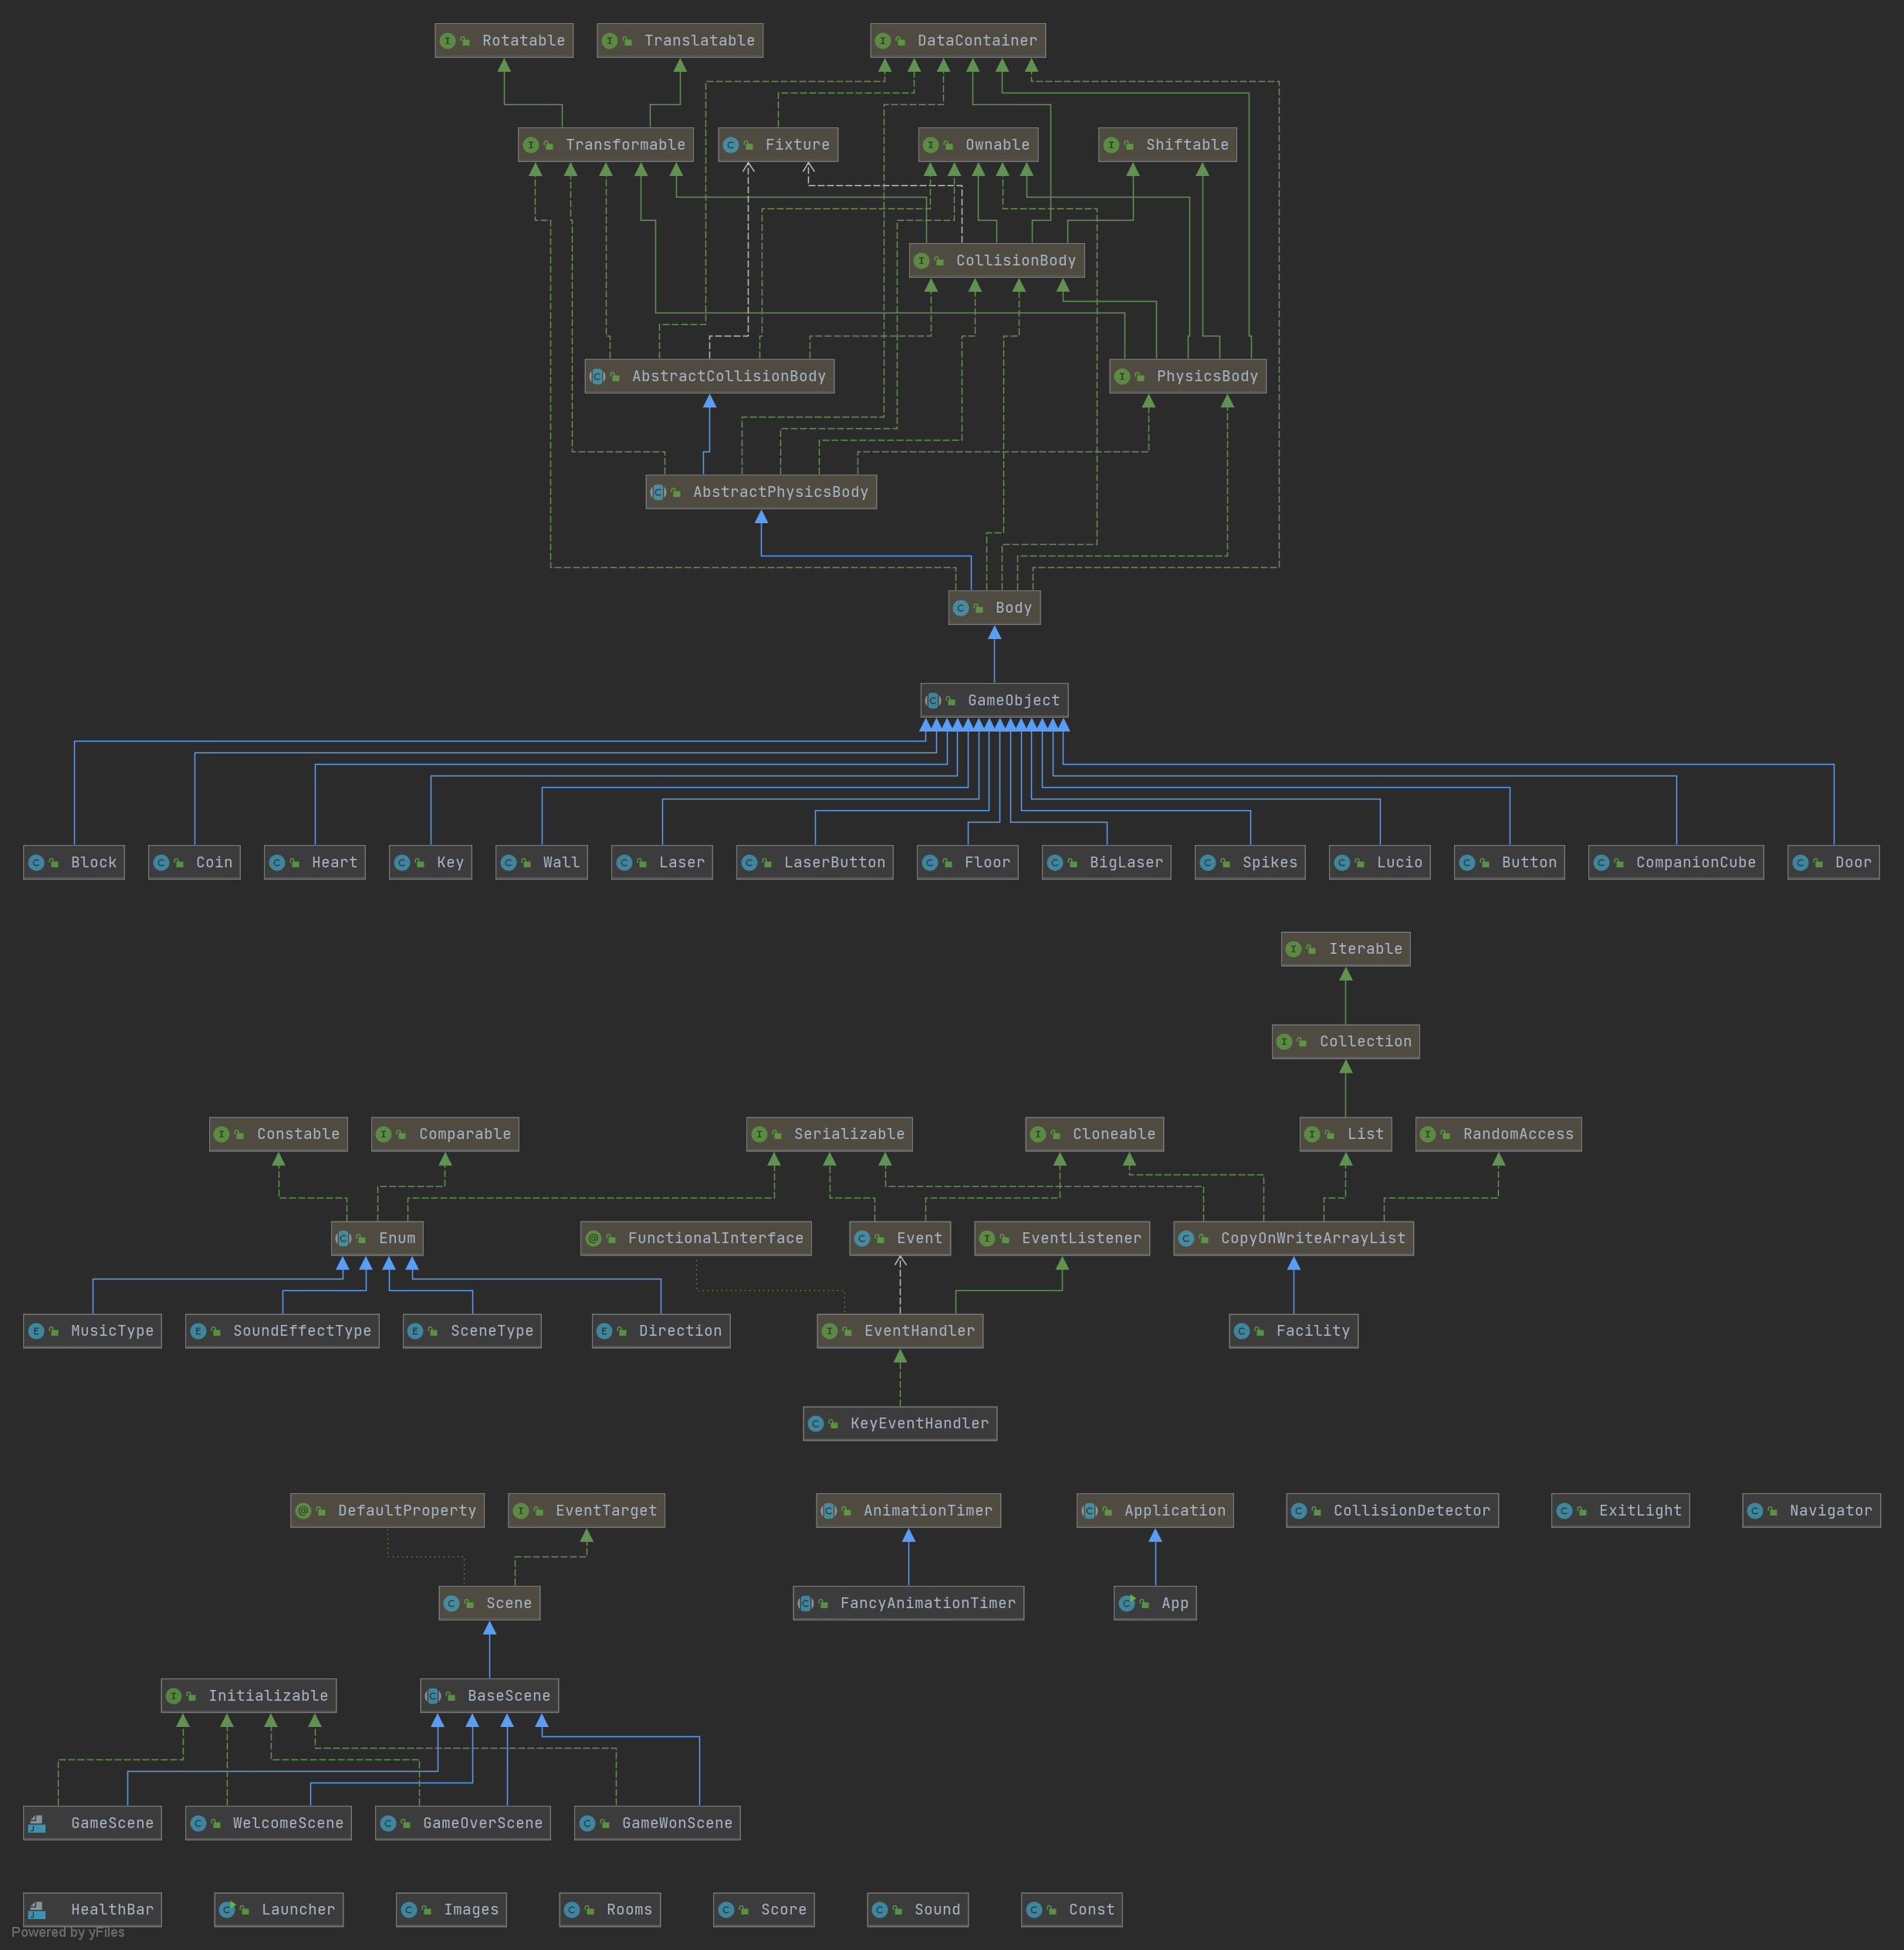 Rotatable
Translatable
DataContainer
Transformable
Fixture
Ownable
Shiftable
CollisionBody
AbstractCollisionBody
PhysicsBody
AbstractPhysicsBody
Body
GameObject
Block
Coin
Heart
Key
Wall
Laser
LaserButton
Floor
BigLaser
Spikes
Lucio
Button
CompanionCube
Door
Iterable
Collection
Constable
Comparable
Serializable
Cloneable
List
RandomAccess
Enum
FunctionalInterface
Event
EventListener
CopyOnWriteArrayList
MusicType
SoundEffectType
SceneType
Direction
EventHandler
Facility
KeyEventHandler
DefaultProperty
EventTarget
AnimationTimer
Application
CollisionDetector
ExitLight
Navigator
Scene
FancyAnimationTimer
App
Initializable
BaseScene
GameScene
WelcomeScene
GameOverScene
GameWonScene
HealthBar
Launcher
Images
Rooms
Score
Sound
Const
Powered by yFiles